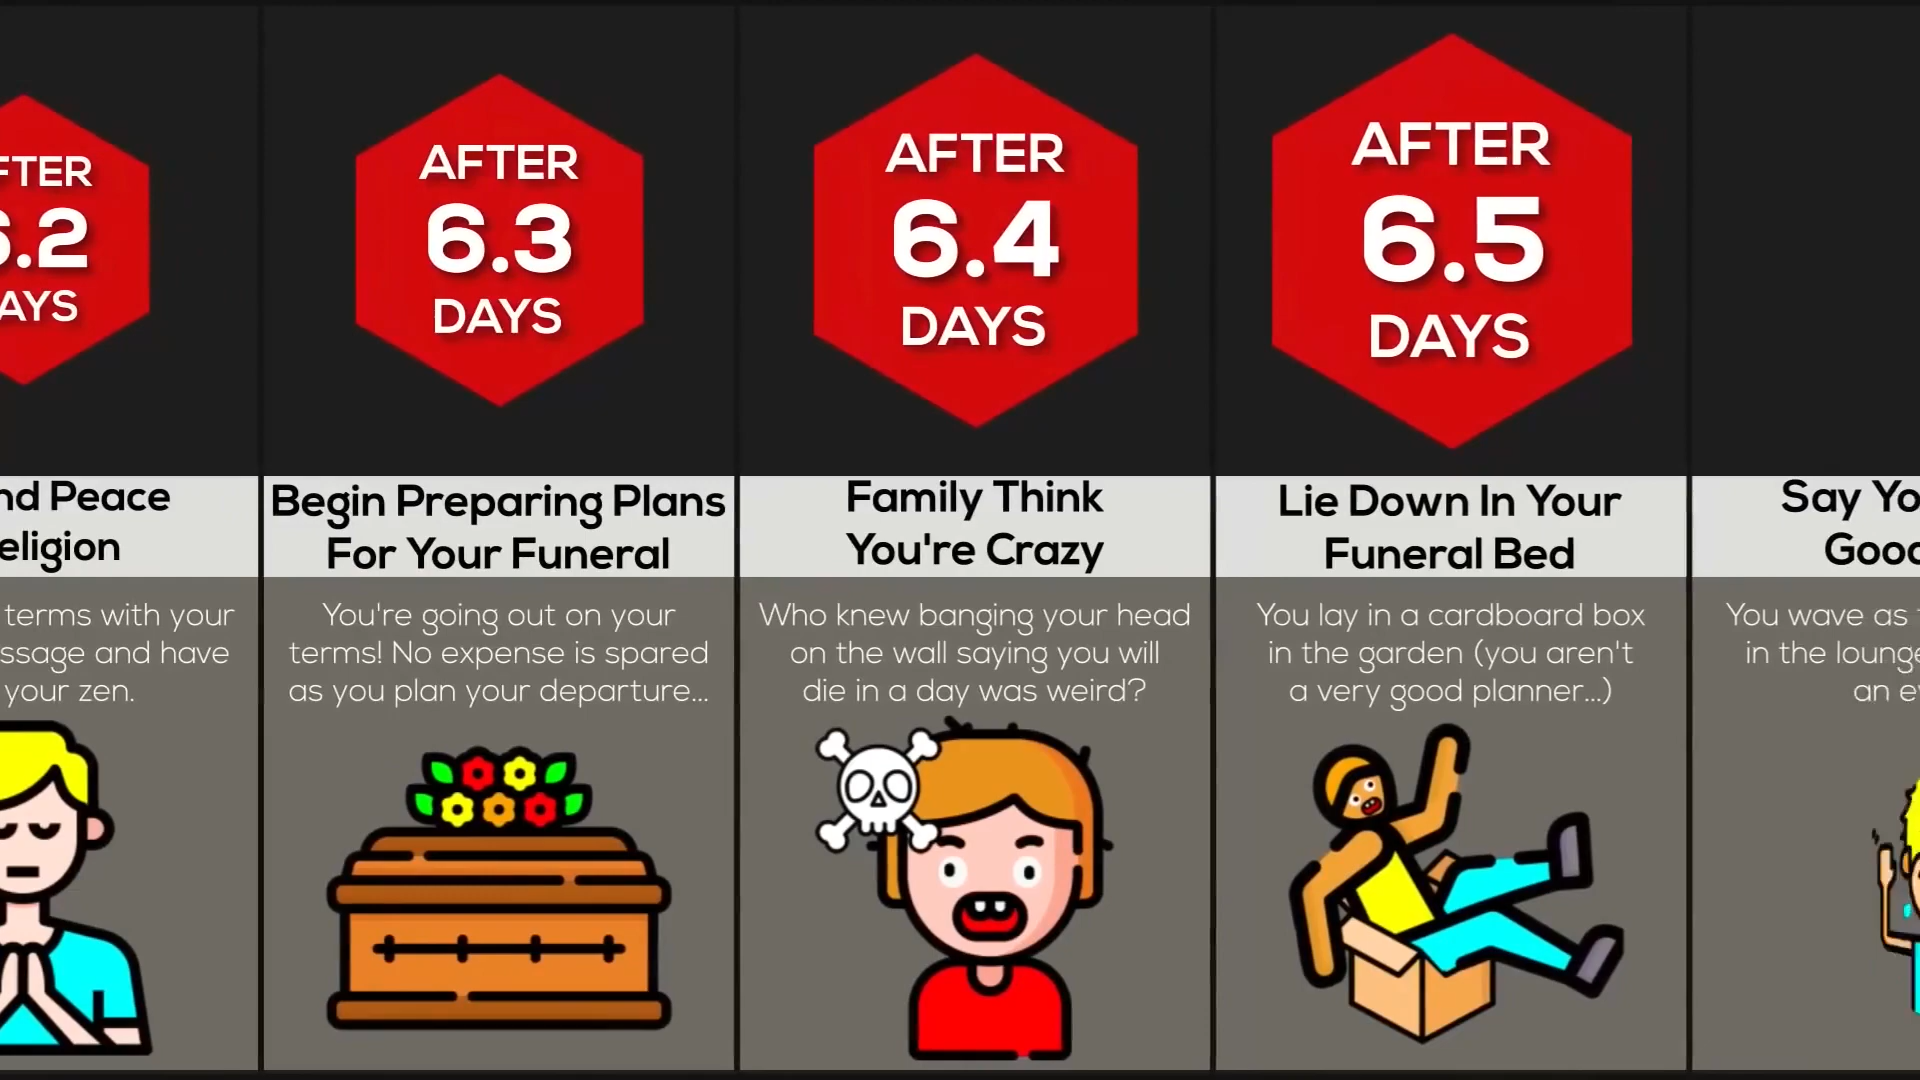 AFTER
6.2
DAYS
nd Peace
eligion
terms with your
ssage and have
your zen.
AFTER
6.3
DAYS
Begin Preparing Plans
For Your Funeral
You're going out on your
terms! No expense is spared
as you plan your departure...
AFTER
6.4
DAYS
Family Think
You're Crazy
Who knew banging your head
on the wall saying you will
die in a day was weird?
AFTER
6.5
DAYS
Lie Down In Your
Funeral Bed
You lay in a cardboard box
in the garden (you aren't
a very good planner...)
Say Yo
Good
You wave as
in the lounge
an e